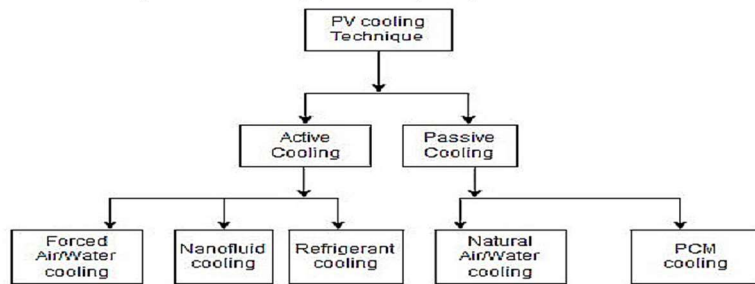 PV cooling
Technique
Active
Cooling
Passive
Cooling
Forced
Air/Water
cooling
Nanofluid
cooling
Refrigerant
cooling
Natural
Air/Water
cooling
PCM
cooling